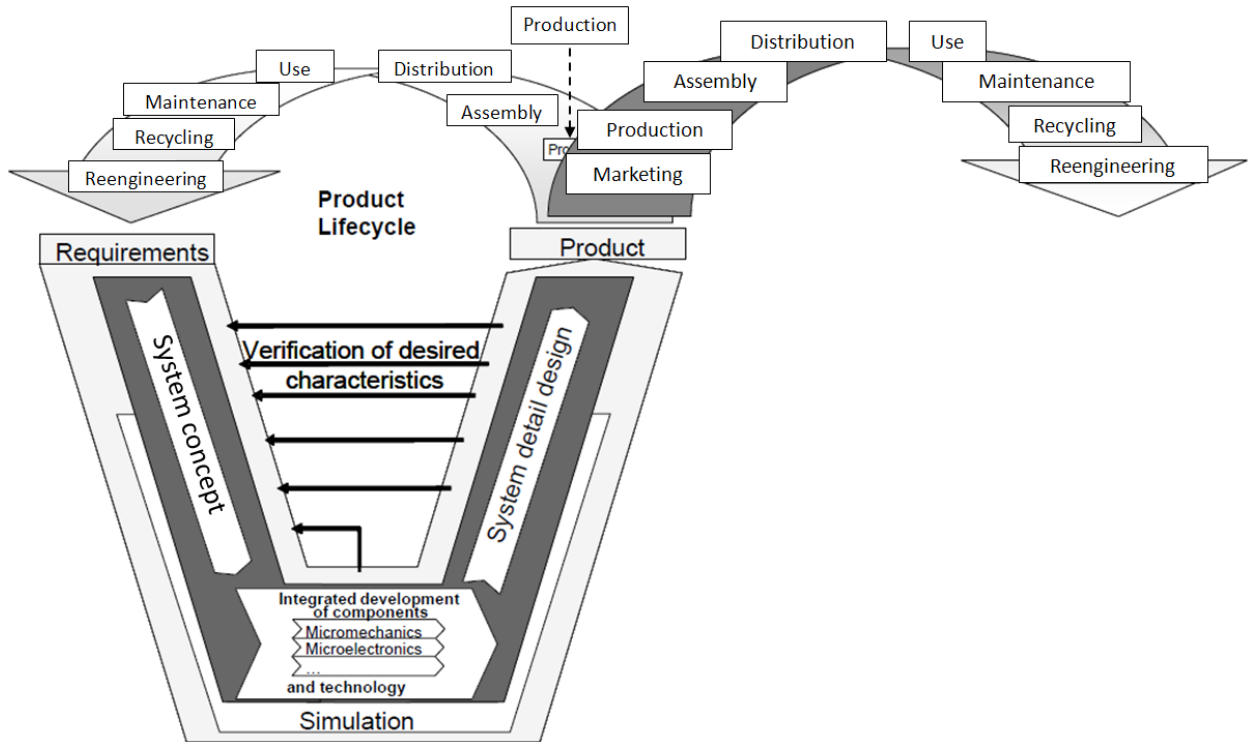 Production
Distribution
Use
Use
Distribution
Assembly
Maintenance
Maintenance
Assembly
Recycling
Production
Recycling
Pro
Reengineering
Marketing
Reengineering
Product
Lifecycle
Requirements
Product
Verification of desired
characteristics
System concept
System detail design
Integrated development
of components
Micromechanics
Microelectronics
...
and technology
Simulation